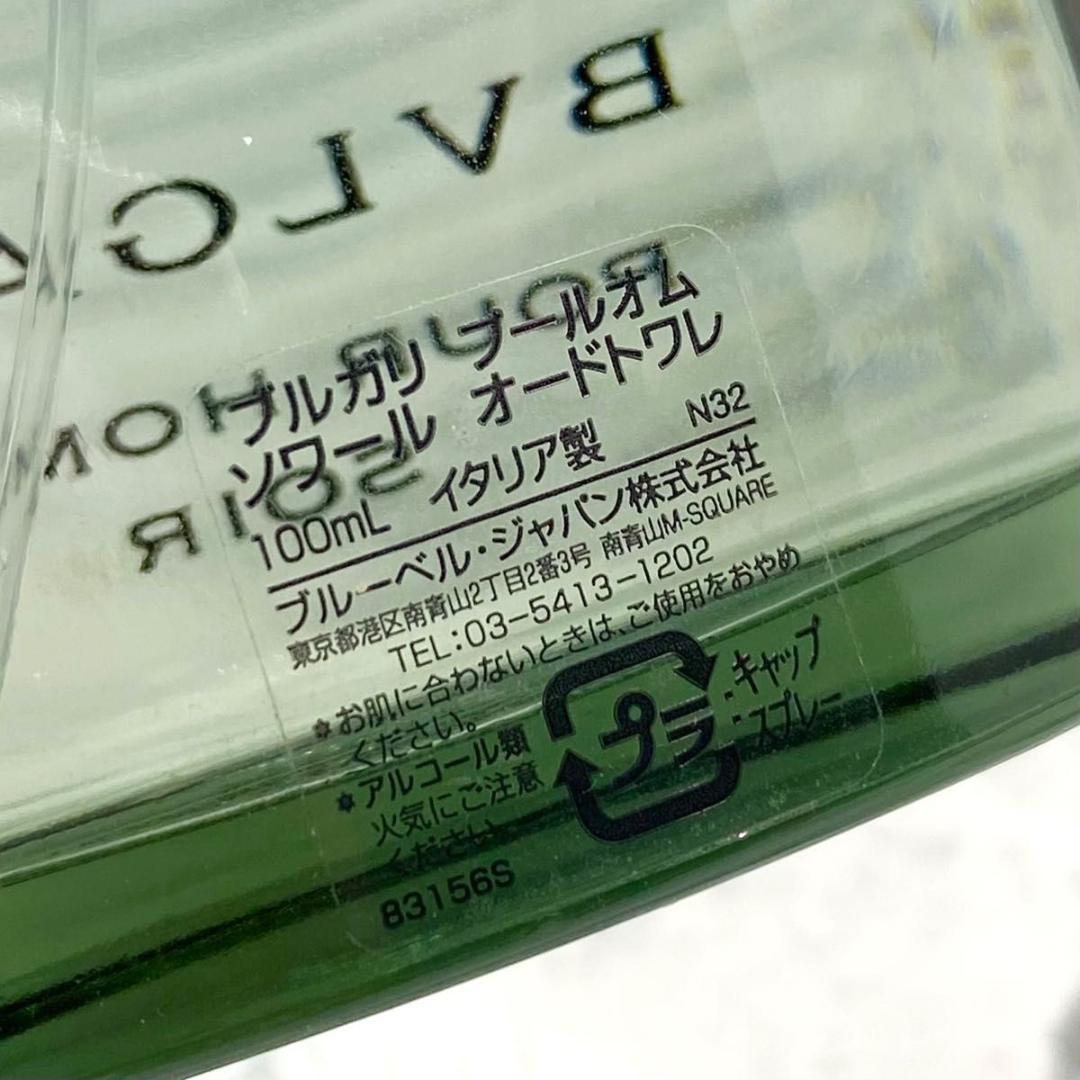 BVLGA
POUR HOM
SOIR
ブルガリ プールオム
ソワール オードトワレ
100mL イタリア製 N32
ブルーベル・ジャパン株式会社
東京都港区南青山2丁目2番3号 南青山M-SQUARE
TEL:03-5413-1202
*お肌に合わないときは、ご使用をおやめ
ください。
*アルコール類
火気にご注意
ください
プラ
:キャップ
:スプレー
83156S